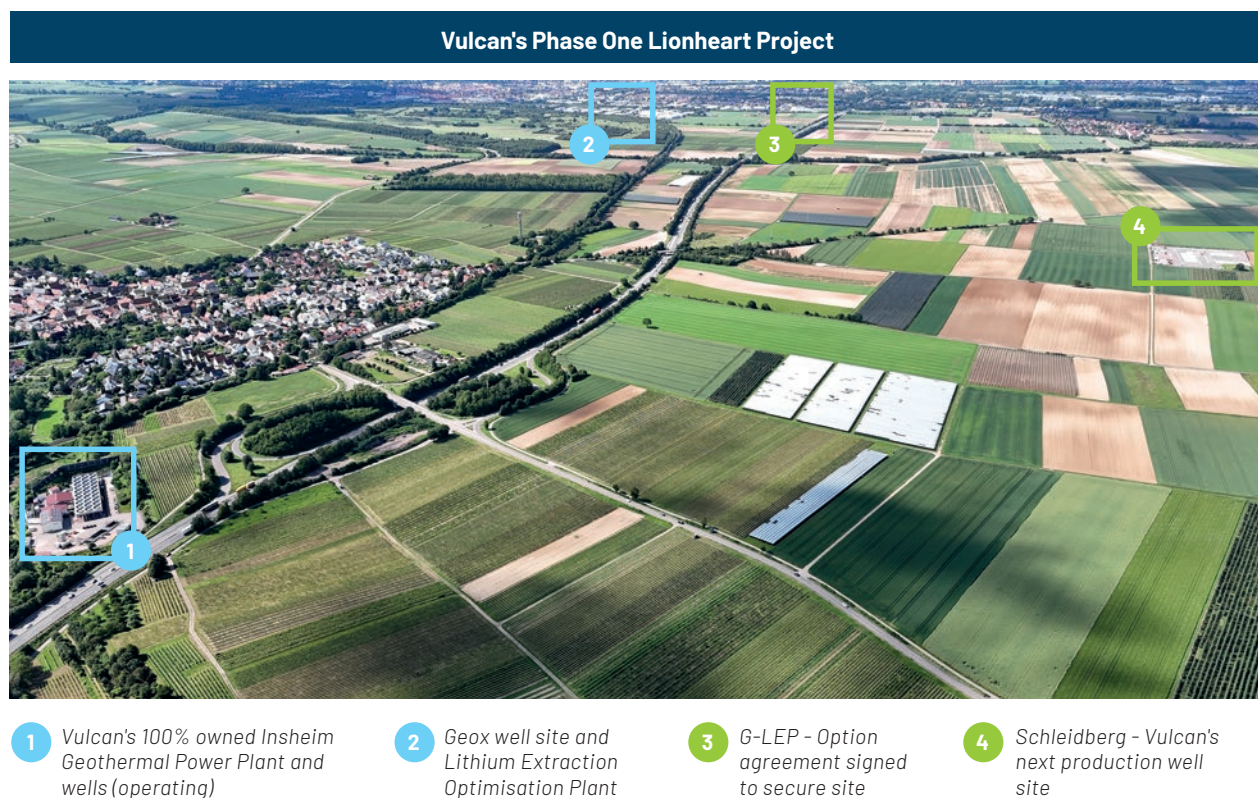 Vulcan's Phase One Lionheart Project
2
3
4
1
1
Vulcan's 100% owned Insheim
Geothermal Power Plant and
wells (operating)
2
Geox well site and
Lithium Extraction
Optimisation Plant
3
G-LEP - Option
agreement signed
to secure site
4
Schleidberg - Vulcan's
next production well
site